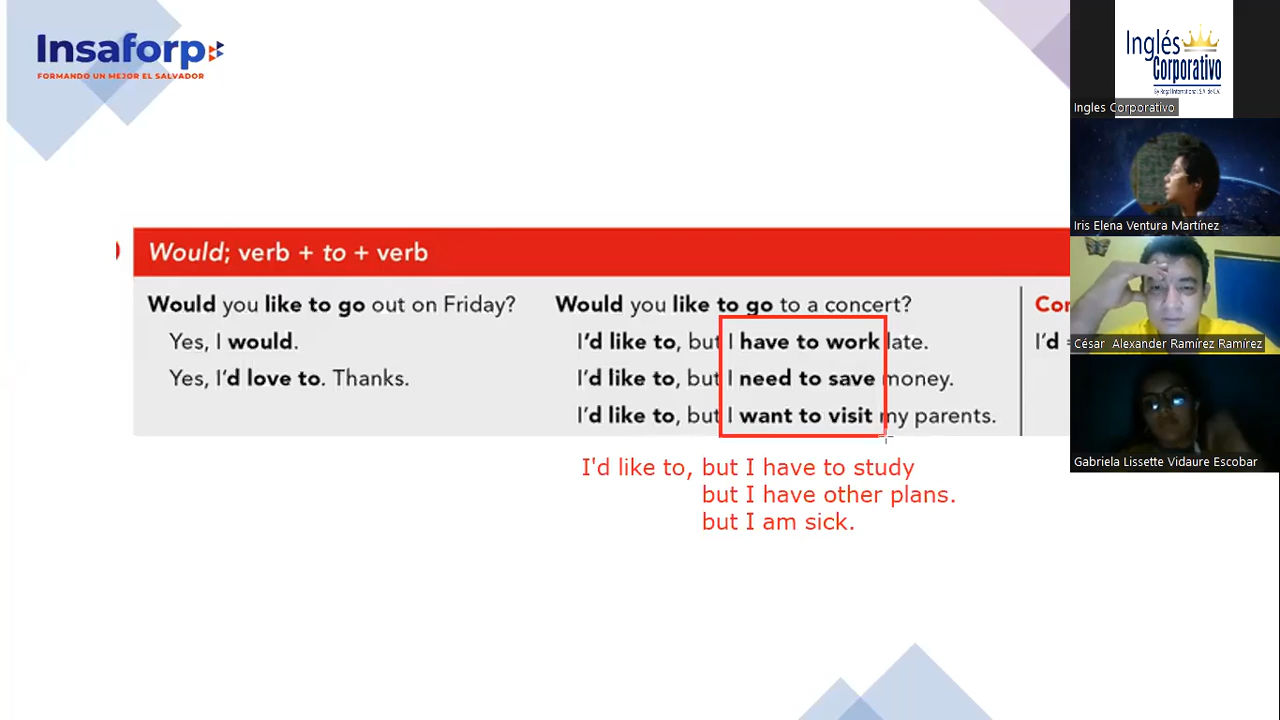 Insaforp
FORMANDO UN MEJOR EL SALVADOR
Inglés
Corporativo
Ingles Corporativo
Iris Elena Ventura Martínez
César Alexander Ramírez Ramírez
Gabriela Lissette Vidaure Escobar
Would; verb + to + verb
Would you like to go out on Friday?
Yes, I would.
Yes, I'd love to. Thanks.
Would you like to go to a concert?
I'd like to, but I have to work late.
I'd like to, but I need to save money.
I'd like to, but I want to visit my parents.
Con
I'd =
I'd like to, but I have to study
but I have other plans.
but I am sick.